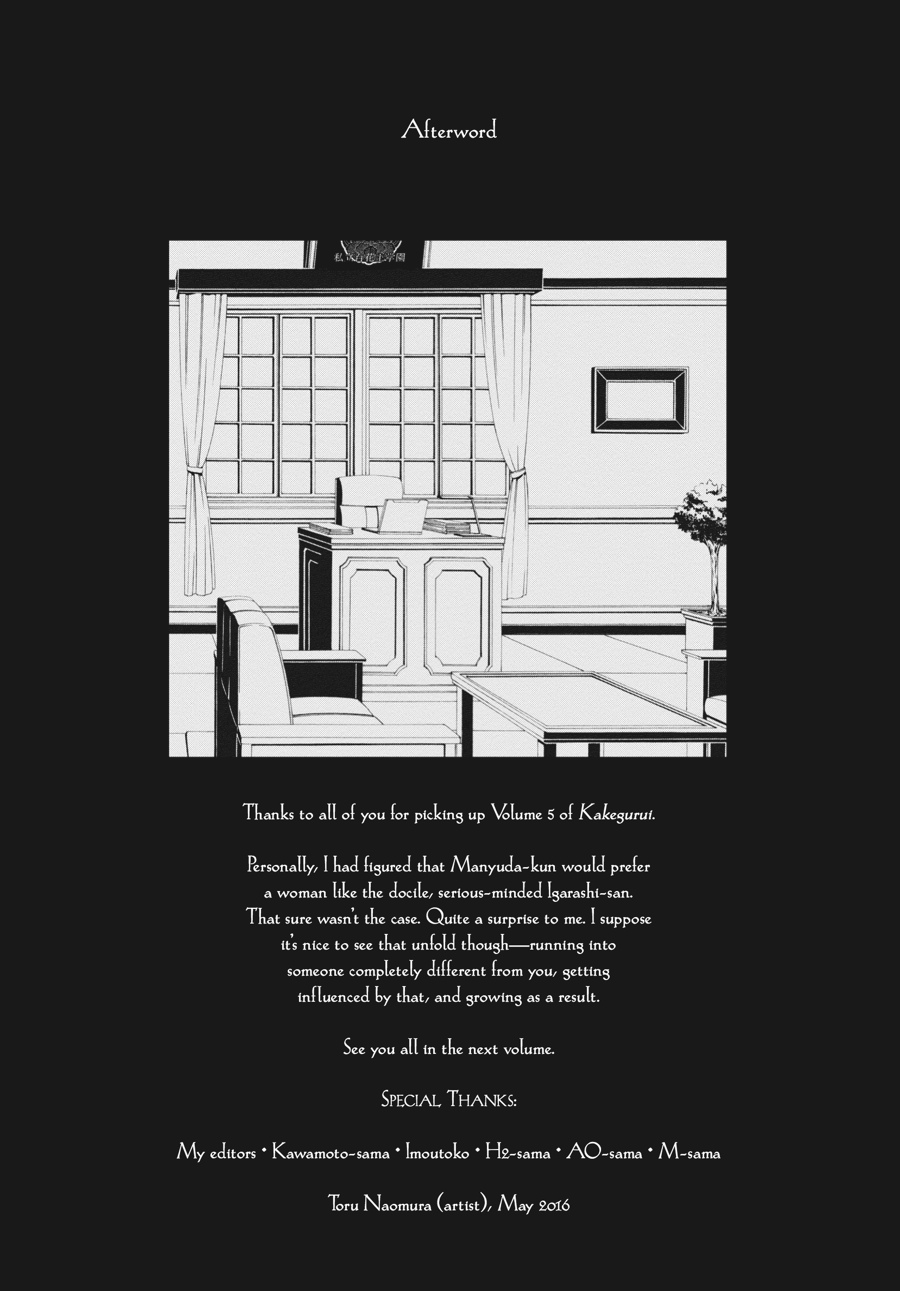 Afterword
Thanks to all of you for picking up Volume 5 of Kakegurui.
Personally, I had figured that Manyuda-kun would prefer
a woman like the docile, serious-minded Igarashi-san.
That sure wasn't the case. Quite a surprise to me. I suppose
it's nice to see that unfold though—running into
someone completely different from you, getting
influenced by that, and growing as a result.
See you all in the next volume.
SPECIAL THANKS:
My editors • Kawamoto-sama • Imoutoko • H2-sama • AO-sama • M-sama
Toru Naomura (artist), May 2016